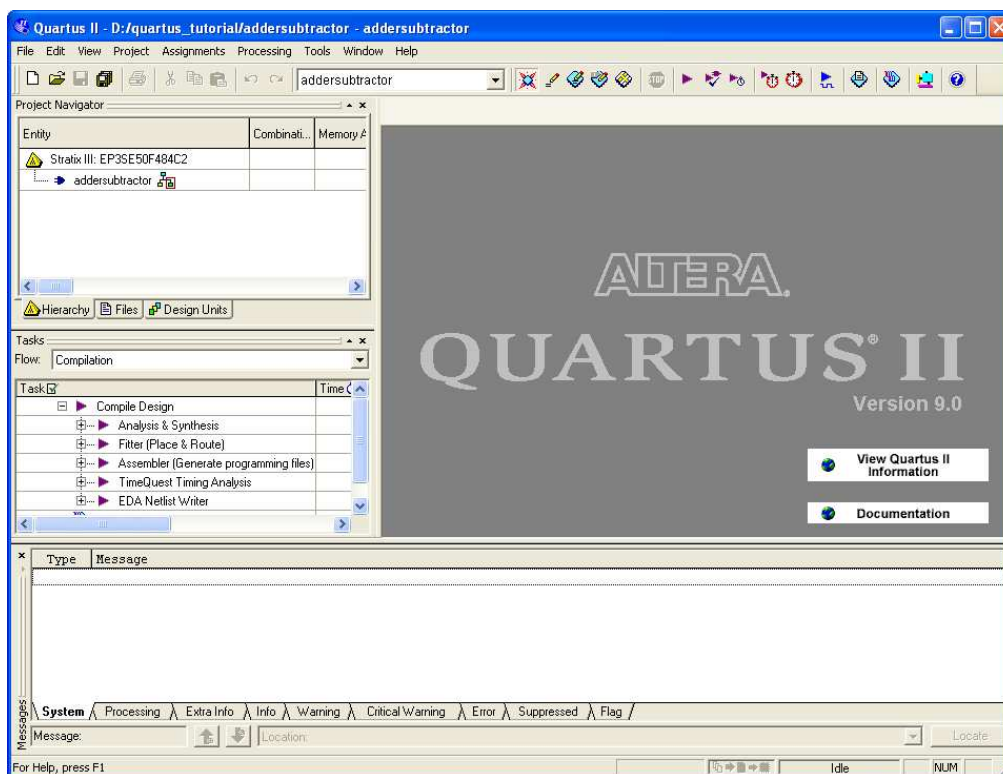 Quartus II - D:/quartus_tutorial/addersubtractor - addersubtractor
File Edit View Project Assignments Processing Tools Window Help
addersubtractor
Project Navigator
Entity Combinati... Memory A
Stratix III: EP3SE50F484C2
addersubtractor
Hierarchy Files Design Units
Tasks
Flow: Compilation
Task Time (
Compile Design
Analysis & Synthesis
Fitter (Place & Route)
Assembler (Generate programming files)
TimeQuest Timing Analysis
EDA Netlist Writer
ALTERA.
QUARTUS® II
Version 9.0
View Quartus II
Information
Documentation
Type Message
System Processing Extra Info Info Warning Critical Warning Error Suppressed Flag
Messages
Message: Location: Locate
For Help, press F1 Idle NUM